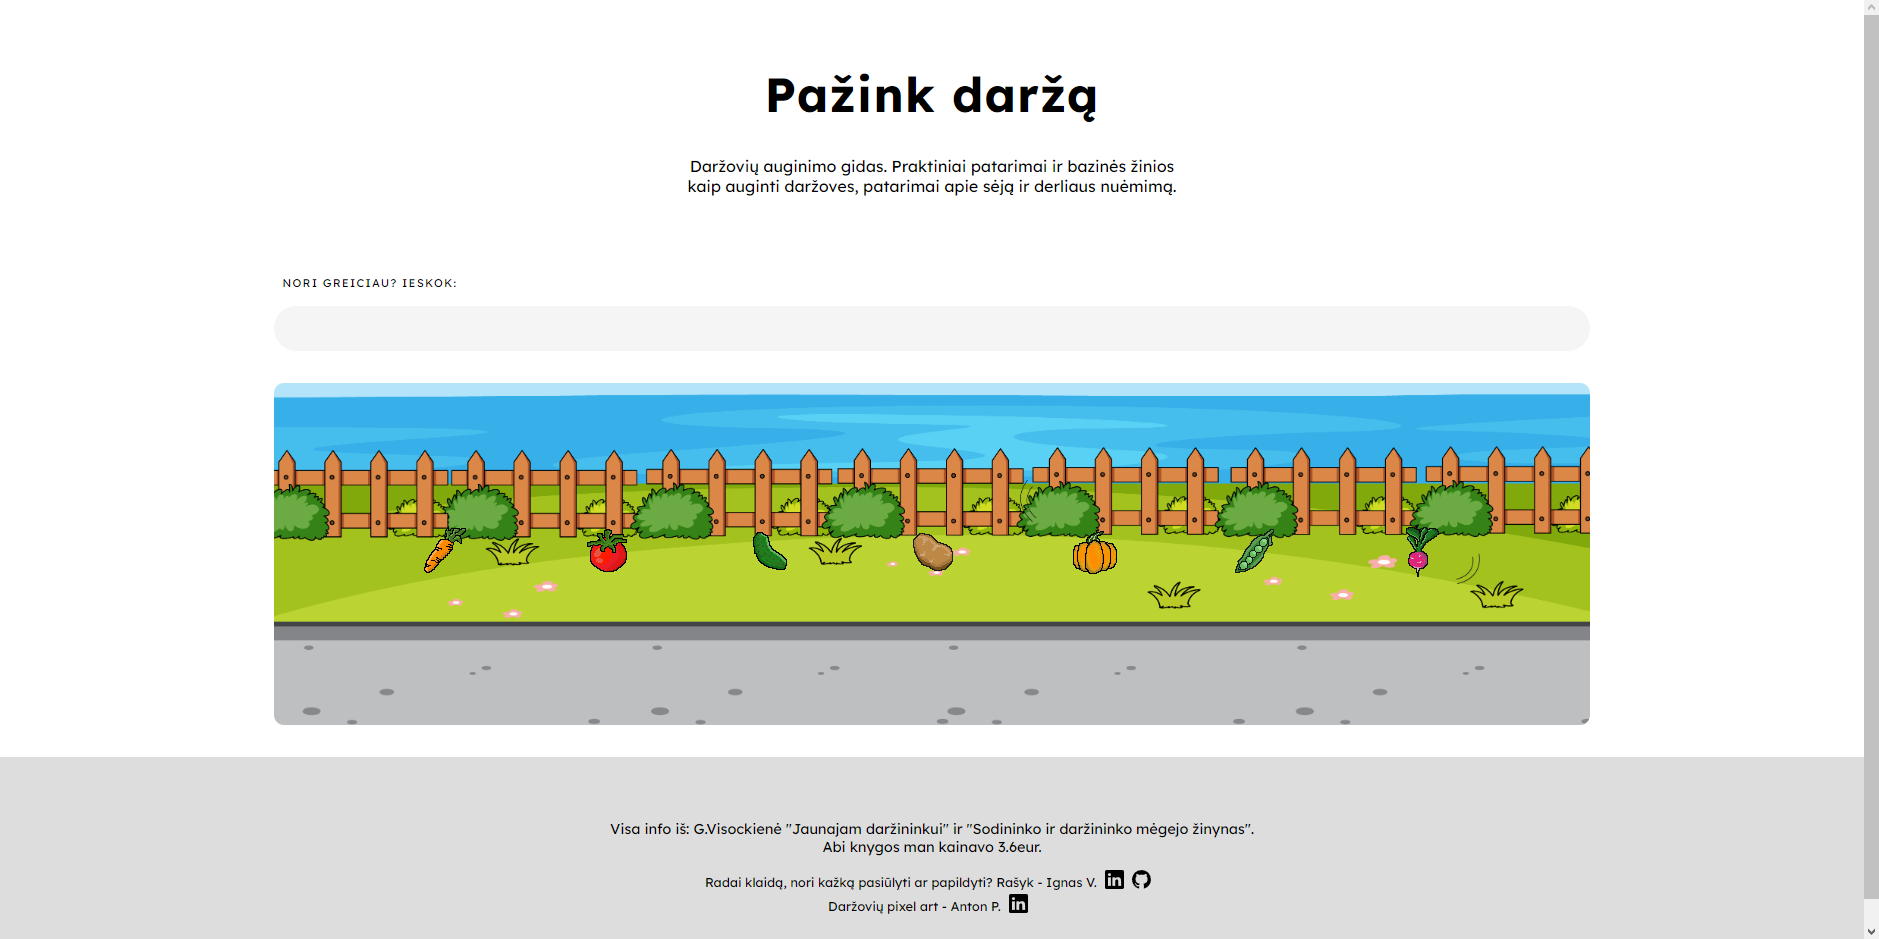 Pažink daržą
Daržovių auginimo gidas. Praktiniai patarimai ir bazinės žinios
kaip auginti daržoves, patarimai apie sėją ir derliaus nuėmimą.
NORI GREICIAU? IESKOK:
Visa info iš: G.Visockienė "Jaunajam daržininkui" ir "Sodininko ir daržininko mėgejo žinynas".
Abi knygos man kainavo 3.6eur.
Radai klaidą, nori kažką pasiūlyti ar papildyti? Rašyk - Ignas V.
Daržovių pixel art - Anton P.